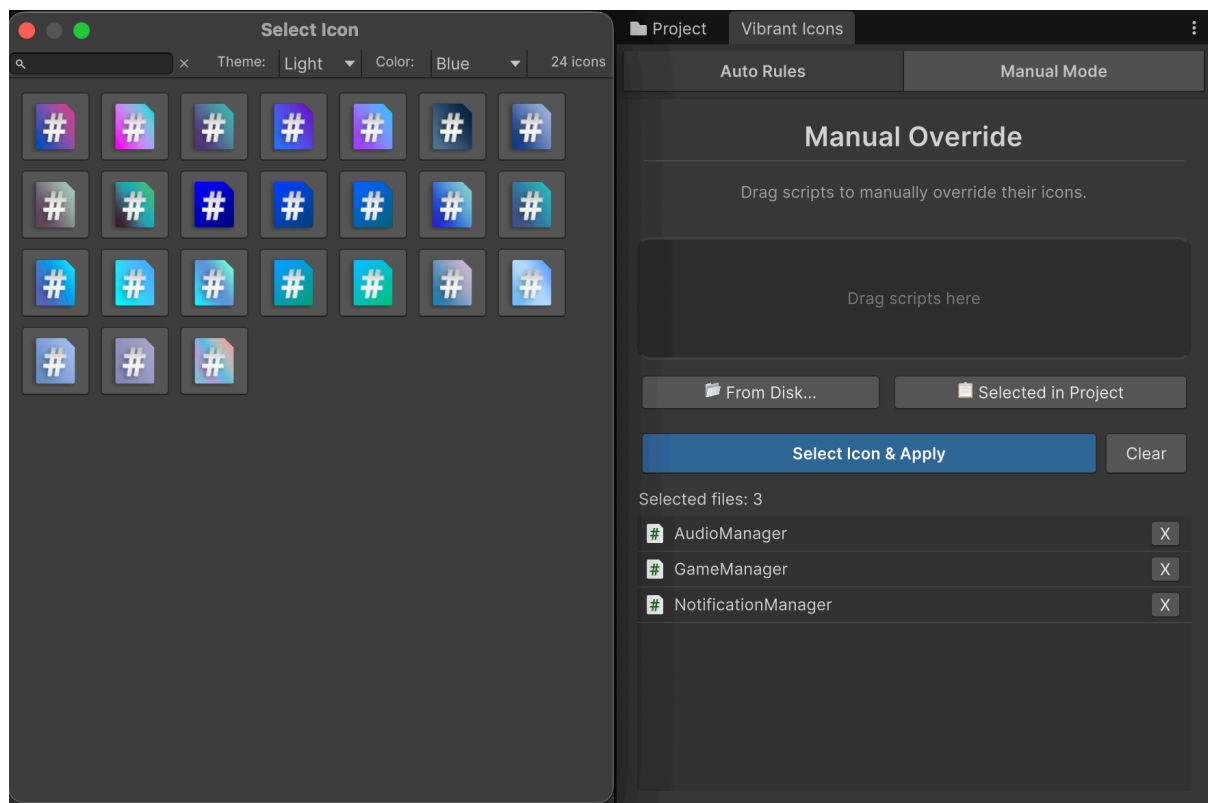 Select Icon
Theme: Light Color: Blue 24 icons
# # # # # # #
# # # # # # #
# # # # # # #
# # #
Project Vibrant Icons
Auto Rules Manual Mode
Manual Override
Drag scripts to manually override their icons.
Drag scripts here
From Disk... Selected in Project
Select Icon & Apply Clear
Selected files: 3
# AudioManager X
# GameManager X
# NotificationManager X